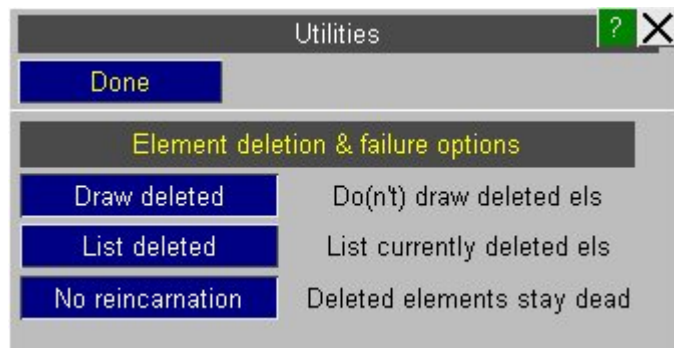 Utilities ? X
Done
Element deletion & failure options
Draw deleted Do(n't) draw deleted els
List deleted List currently deleted els
No reincarnation Deleted elements stay dead